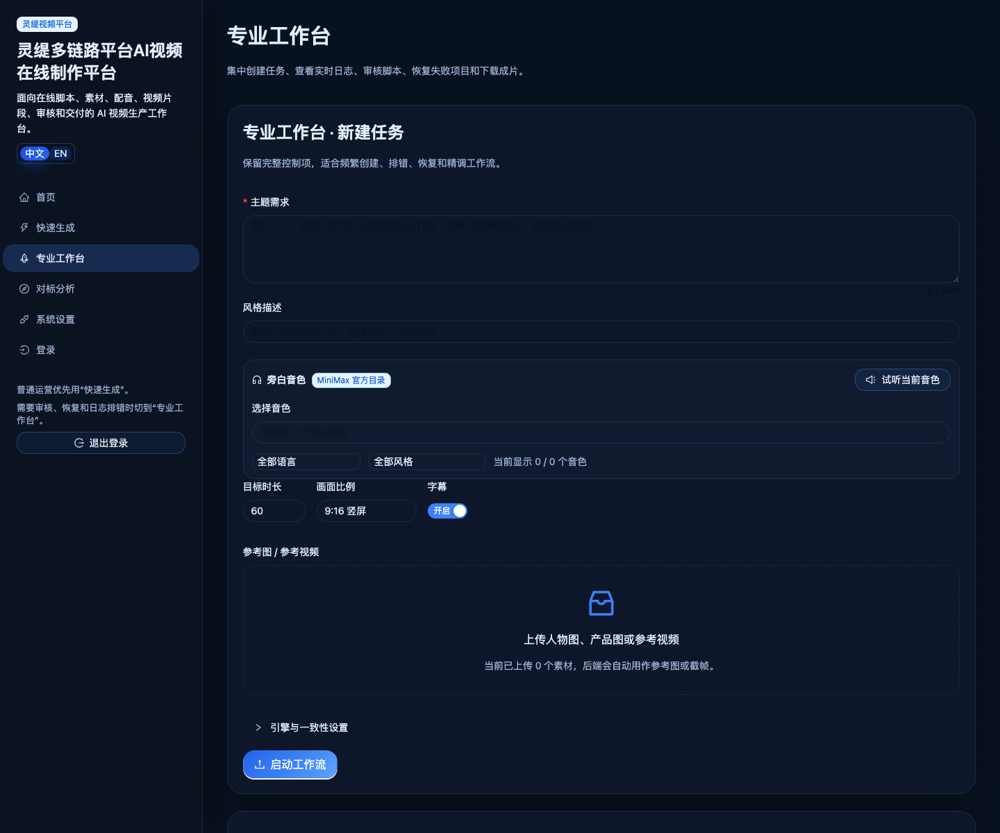 灵缇视频平台
灵缇多链路平台AI视频
在线制作平台
面向在线脚本、素材、配音、视频片
段、审核和交付的 AI 视频生产工作
台。
中文 EN
首页
快速生成
专业工作台
对标分析
系统设置
登录
普通运营优先用“快速生成”。
需要审核、恢复和日志排错时切到“专业工
作台”。
退出登录
专业工作台
集中创建任务、查看实时日志、审核脚本、恢复失败项目和下载成片。
专业工作台 · 新建任务
保留完整控制项，适合频繁创建、排错、恢复和精调工作流。
* 主题需求
0 / 800
风格描述
旁白音色 MiniMax 官方目录
试听当前音色
选择音色
请选择一个旁白音色
全部语言 全部风格 当前显示 0 / 0 个音色
目标时长 画面比例 字幕
60 9:16 竖屏 开启
参考图 / 参考视频
上传人物图、产品图或参考视频
当前已上传 0 个素材，后端会自动用作参考图或截帧。
引擎与一致性设置
启动工作流